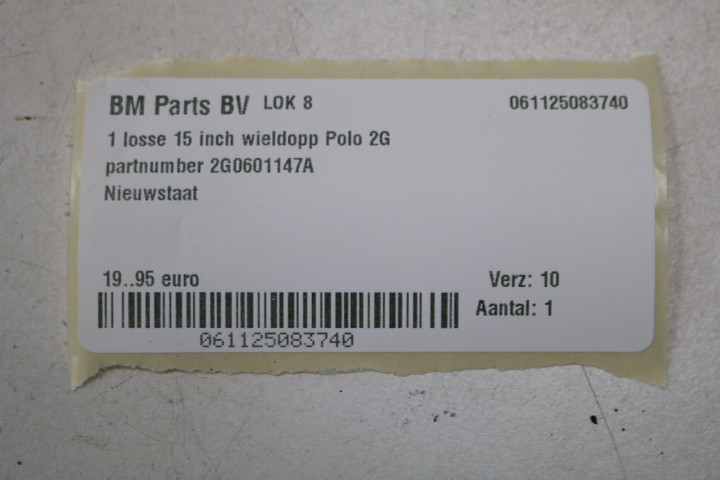 BM Parts BV LOK 8 061125083740
1 losse 15 inch wieldopp Polo 2G
partnumber 2G0601147A
Nieuwstaat
19..95 euro Verz: 10
Aantal: 1
061125083740